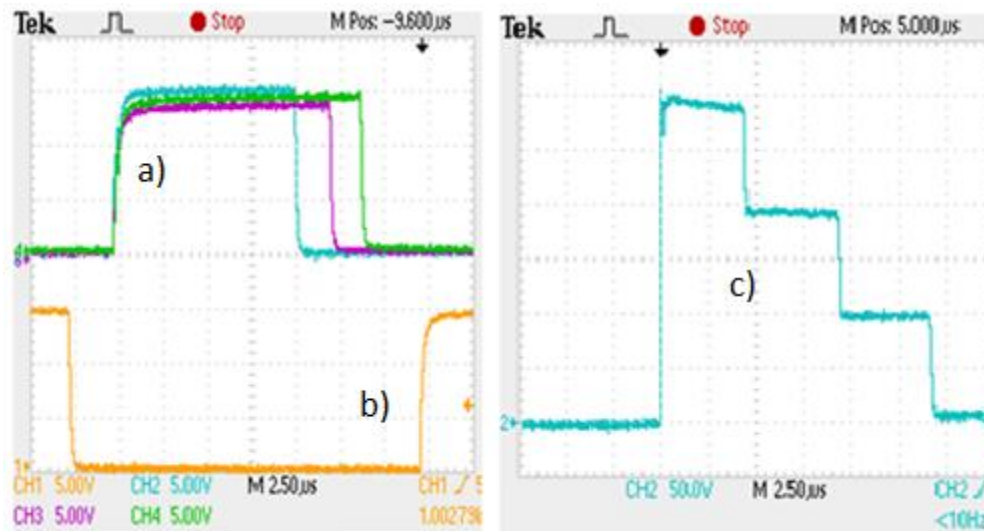 Tek Stop M Pos: -9.600µs
a)
b)
CH1 5.00V CH2 5.00V M 2.50µs CH1
CH3 5.00V CH4 5.00V
Tek Stop M Pos: 5.000µs
c)
2
CH2 50.0V M 2.50µs CH2
<10Hz